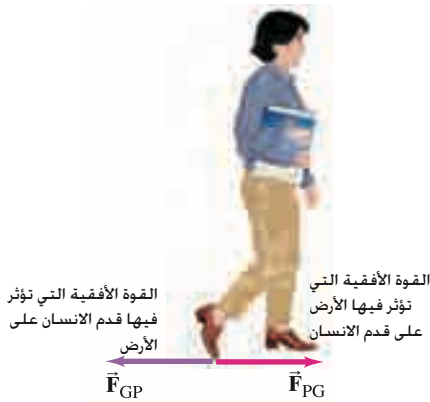 القوة الأفقية التي
تؤثر فيها الأرض
على قدم الانسان
القوة الأفقية التي تؤثر
فيها قدم الانسان على
الأرض
F⃗PG
F⃗GP